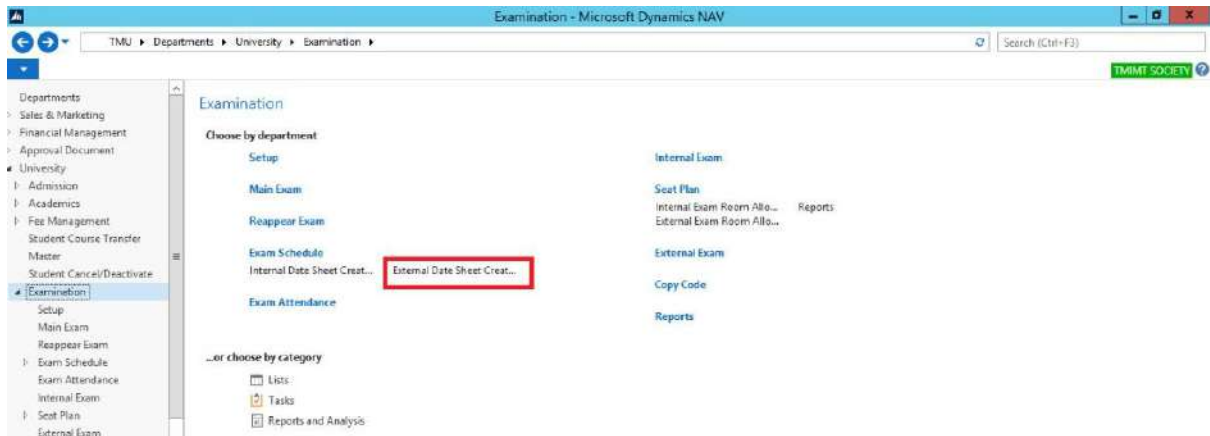 Examination - Microsoft Dynamics NAV
TMU ▸ Departments ▸ University ▸ Examination ▸
Search (Ctrl+F3)
TMIMT SOCIETY
Departments
Sales & Marketing
Financial Management
Approval Document
University
Admission
Academics
Fee Management
Student Course Transfer
Master
Student Cancel/Deactivate
Examination
Setup
Main Exam
Reappear Exam
Exam Schedule
Exam Attendance
Internal Exam
Seat Plan
External Exam
Examination
Choose by department
Setup
Main Exam
Reappear Exam
Exam Schedule
Internal Date Sheet Creat... External Date Sheet Creat...
Exam Attendance
Internal Exam
Seat Plan
Internal Exam Room Allo... Reports
External Exam Room Allo...
External Exam
Copy Code
Reports
...or choose by category
Lists
Tasks
Reports and Analysis